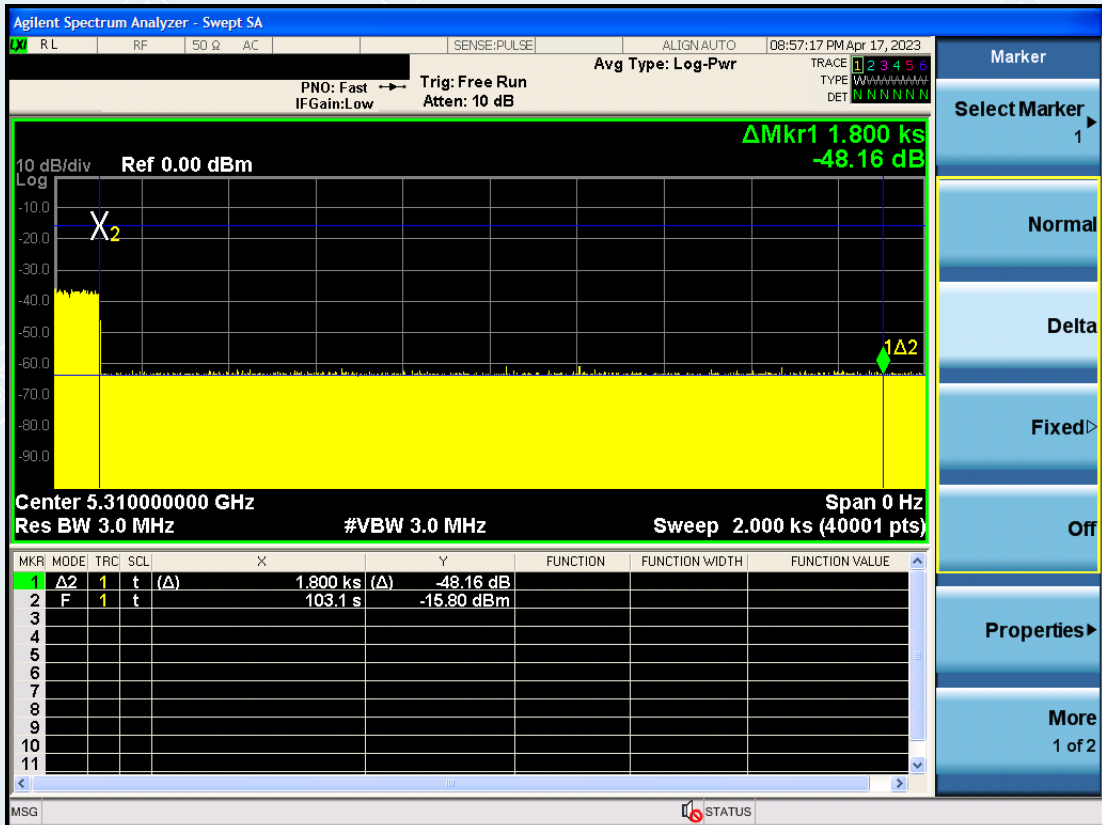 Agilent Spectrum Analyzer - Swept SA
LXI RL RF 50 Ω AC SENSE:PULSE ALIGN AUTO 08:57:17 PM Apr 17, 2023
PNO: Fast
IFGain:Low
Trig: Free Run
Atten: 10 dB
Avg Type: Log-Pwr
TRACE 1 2 3 4 5 6
TYPE
DET N N N N N N
ΔMkr1 1.800 ks
-48.16 dB
10 dB/div Ref 0.00 dBm
Log
-10.0
-20.0
-30.0
-40.0
-50.0
-60.0
-70.0
-80.0
-90.0
X2
1Δ2
Center 5.310000000 GHz Span 0 Hz
Res BW 3.0 MHz #VBW 3.0 MHz Sweep 2.000 ks (40001 pts)
MKR MODE TRC SCL X Y FUNCTION FUNCTION WIDTH FUNCTION VALUE
1 Δ2 1 t (Δ) 1.800 ks (Δ) -48.16 dB
2 F 1 t 103.1 s -15.80 dBm
3
4
5
6
7
8
9
10
11
MSG STATUS
Marker
Select Marker
1
Normal
Delta
Fixed
Off
Properties
More
1 of 2